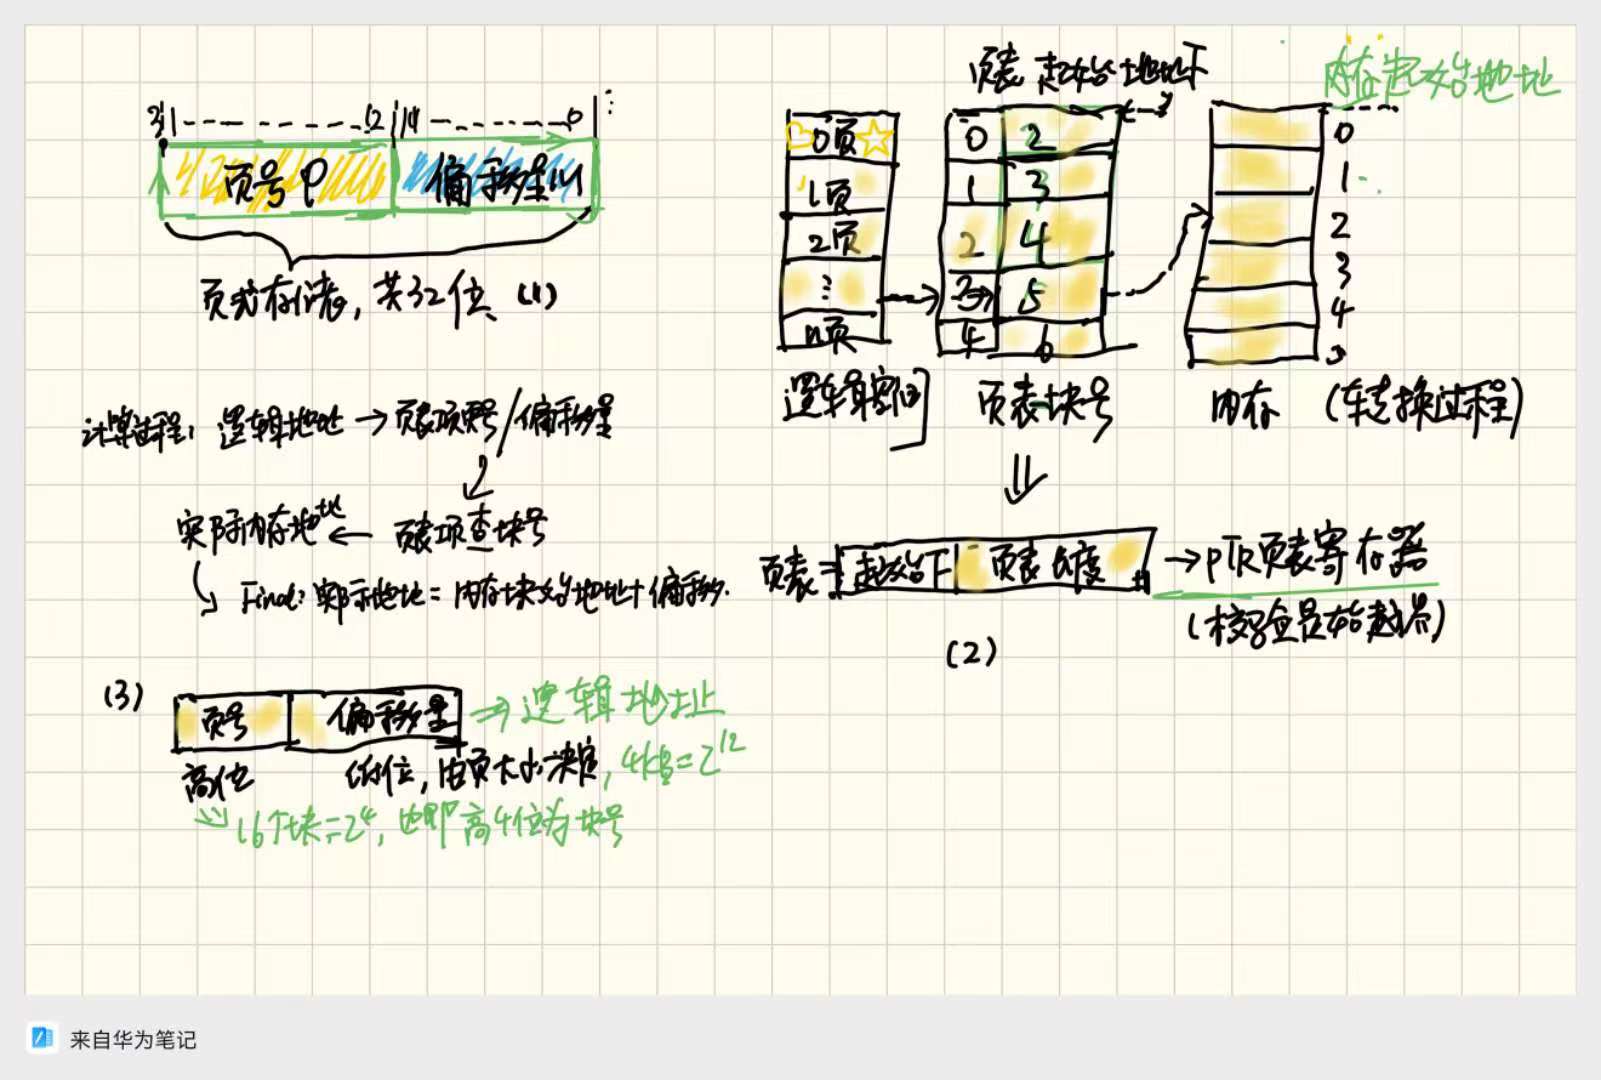 31 ---------- 12 11 -------- 0
页号P 偏移量W
页式存储表，共32位 (1)
计算过程：逻辑地址→页表项页号/偏移量
页表项查块号
实际内存地址←
Final：实际地址=内存块始地址+偏移.
页表起始地址F
内存起始地址
0页
1页
2页
⋮
n页
0 2
1 3
2 4
3 5
4 6
0
1
2
3
4
逻辑空间
页表块号
内存 (转换过程)
⇓
页表= 起始F 页表长度 →PTR页表寄存器
(校验是否越界)
(2)
(3) 页号 偏移量 ⇒逻辑地址
高位 低位，由页大小决定，4K=2^12
16个块=2^4，也即高4位为块号
来自华为笔记